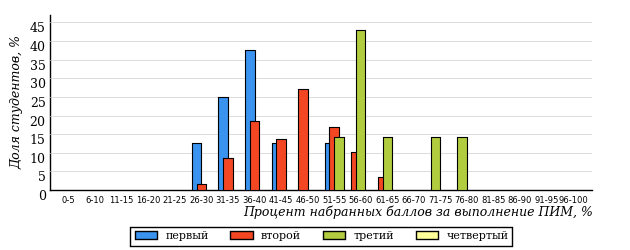 Доля студентов, %
45
40
35
30
25
20
15
10
5
0
0-5 6-10 11-15 16-20 21-25 26-30 31-35 36-40 41-45 46-50 51-55 56-60 61-65 66-70 71-75 76-80 81-85 86-90 91-95 96-100
Процент набранных баллов за выполнение ПИМ, %
первый второй третий четвертый